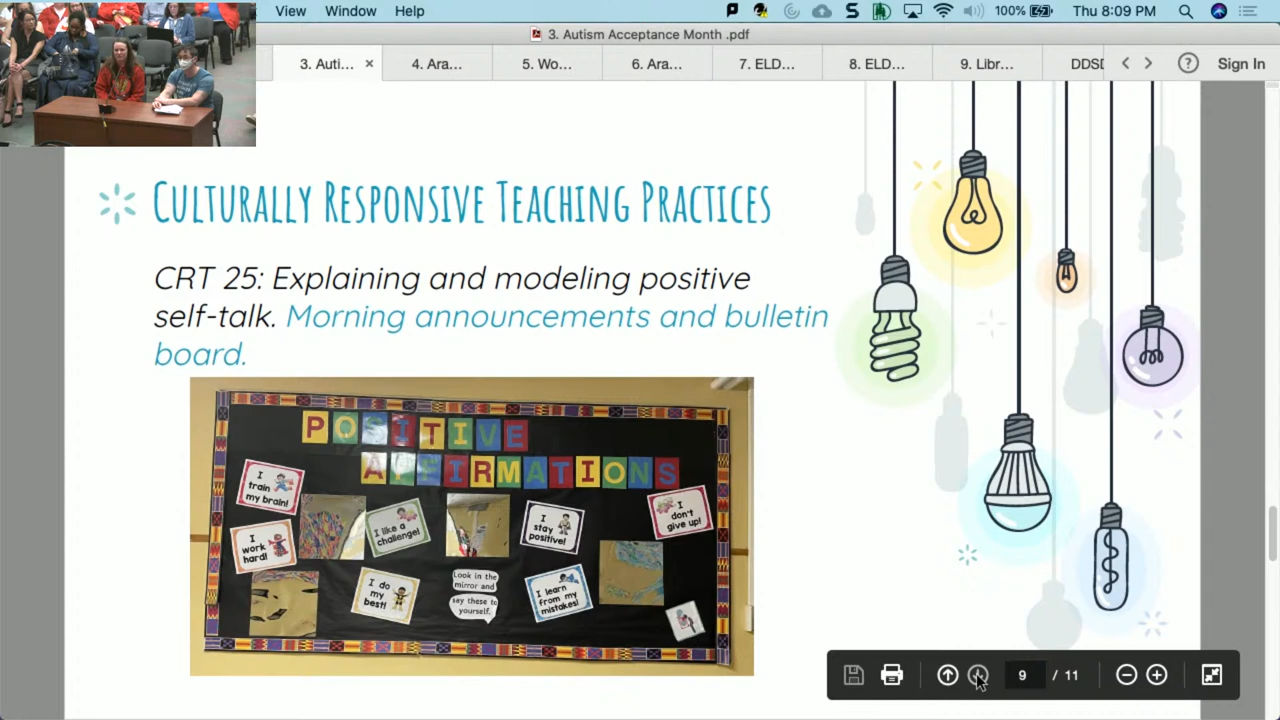 View Window Help
100% Thu 8:09 PM
3. Autism Acceptance Month .pdf
3. Auti... × 4. Ara... 5. Wo... 6. Ara... 7. ELD... 8. ELD... 9. Libr... DDSD Sign In
CULTURALLY RESPONSIVE TEACHING PRACTICES
CRT 25: Explaining and modeling positive
self-talk. Morning announcements and bulletin
board.
POSITIVE
AFFIRMATIONS
I
train
my brain!
I like a
challenge!
I
stay
positive!
I
don't
give up!
I
work
hard!
I do
my
best!
Look in the
mirror and
say these to
yourself.
I learn
from my
mistakes!
9 / 11